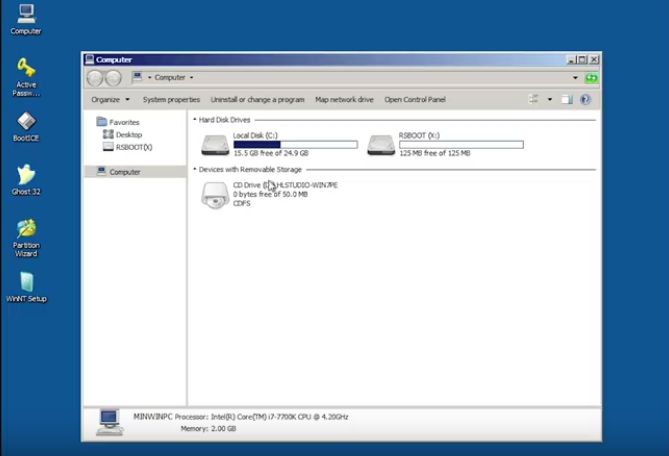 Computer
Active
Passw...
BootICE
Ghost 32
Partition
Wizard
WinNT Setup
Computer
Computer
Organize
System properties
Uninstall or change a program
Map network drive
Open Control Panel
Favorites
Desktop
RSBOOT(X)
Computer
Hard Disk Drives
Local Disk (C:)
15.5 GB free of 24.9 GB
RSBOOT (X:)
125 MB free of 125 MB
Devices with Removable Storage
CD Drive HLSTUDIO-WIN7PE
0 bytes free of 50.0 MB
CDFS
MINWINPC Processor: Intel(R) Core(TM) i7-7700K CPU @ 4.20GHz
Memory: 2.00 GB